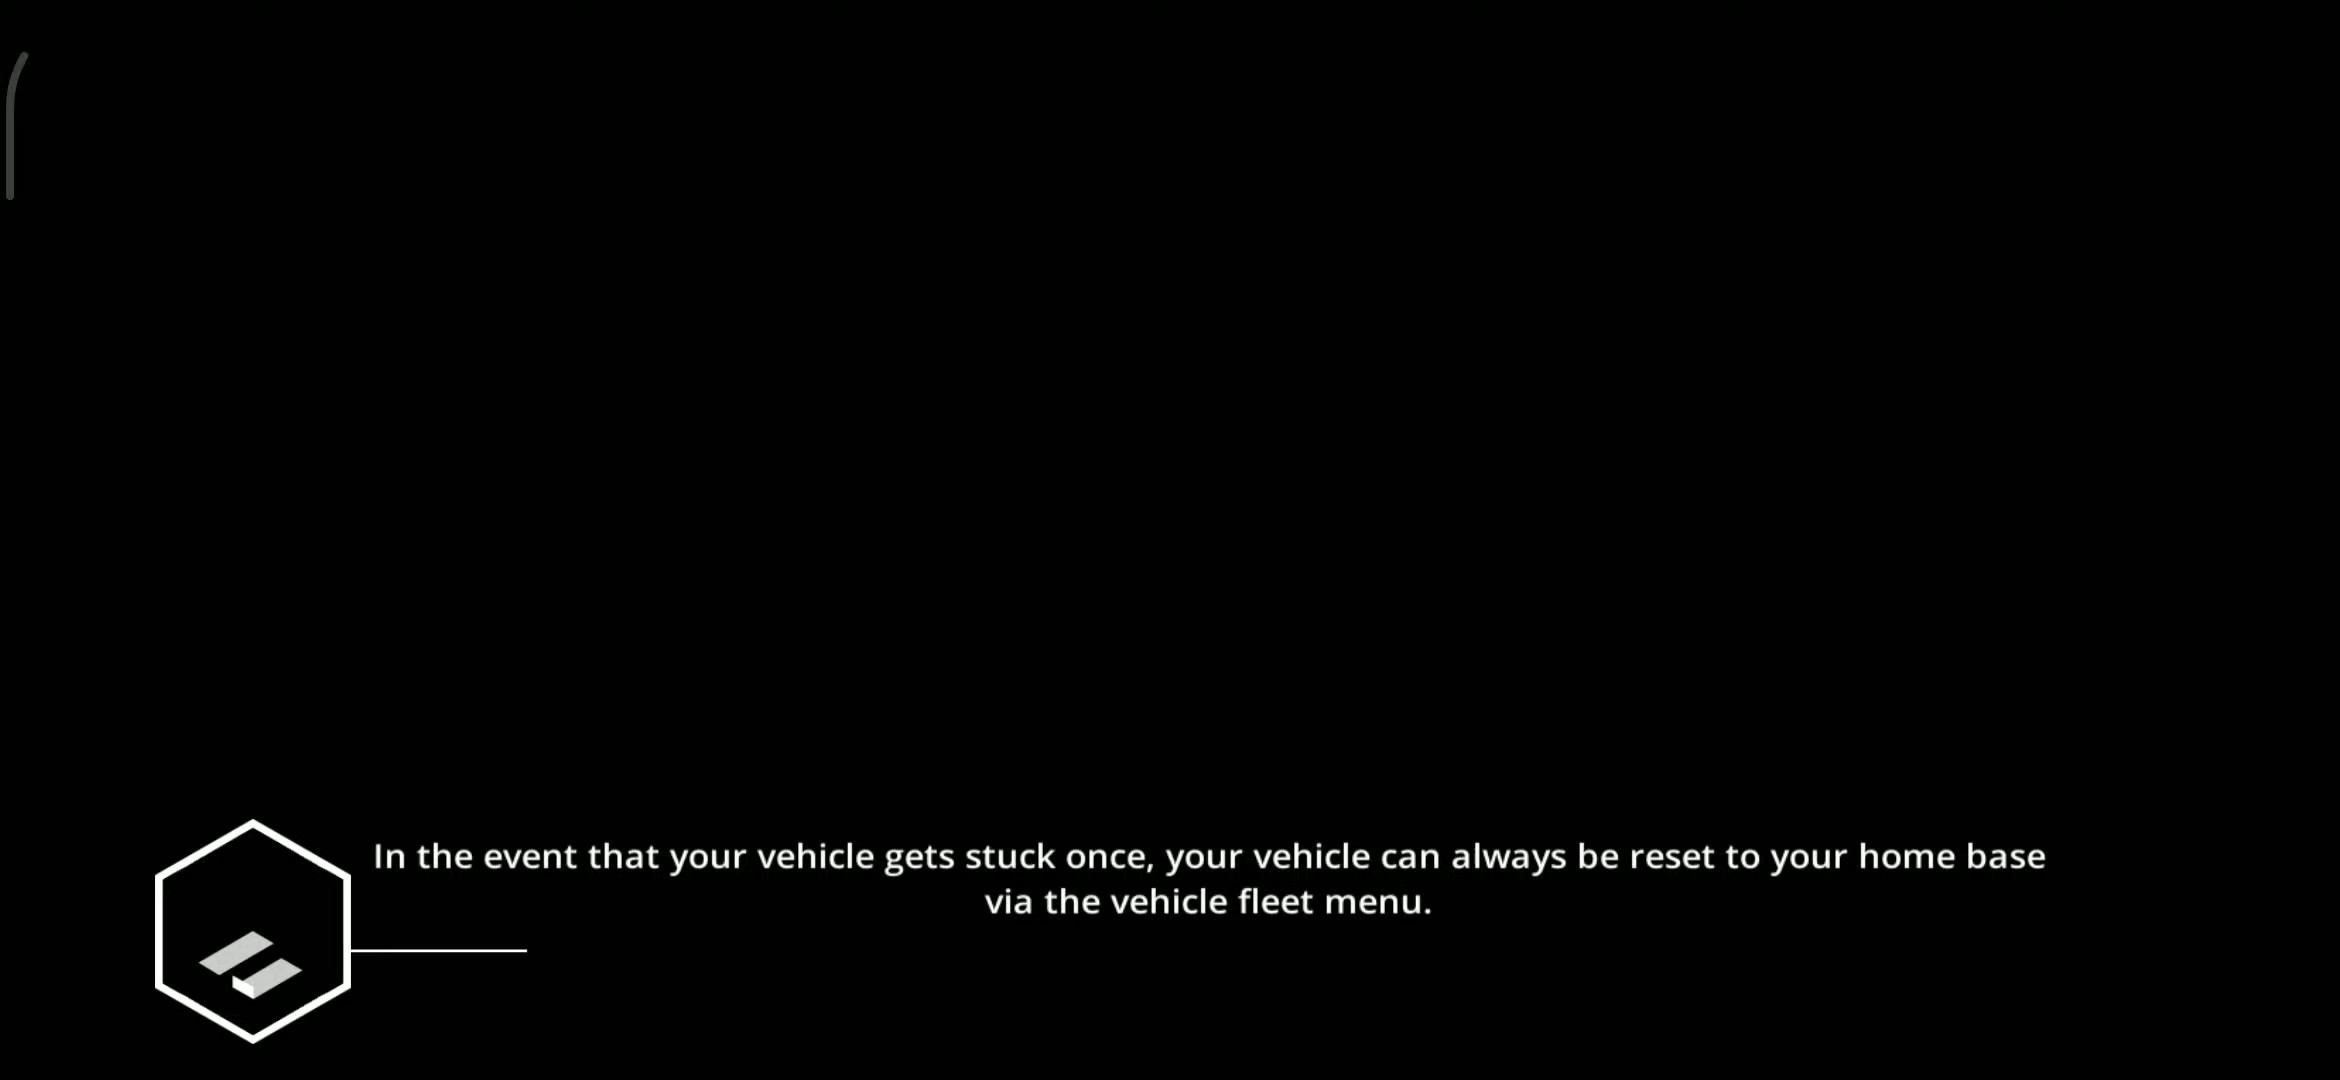 In the event that your vehicle gets stuck once, your vehicle can always be reset to your home base
via the vehicle fleet menu.